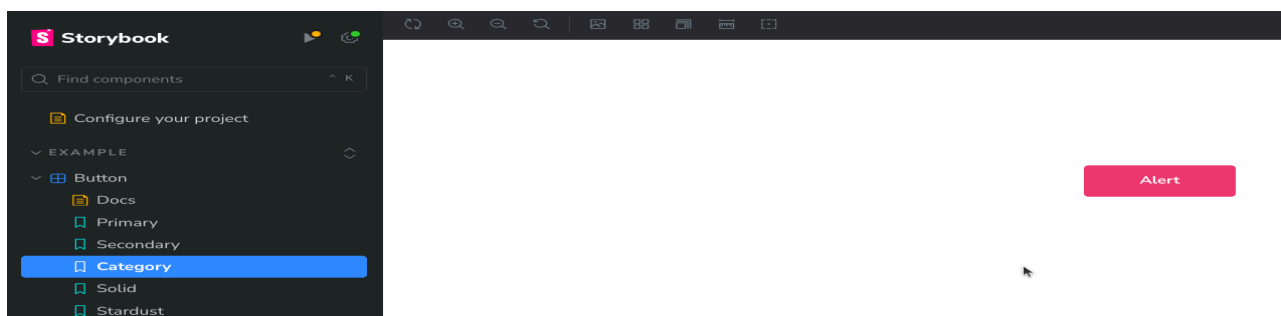 Storybook
Find components ^ K
Configure your project
EXAMPLE
Button
Docs
Primary
Secondary
Category
Solid
Stardust
Alert